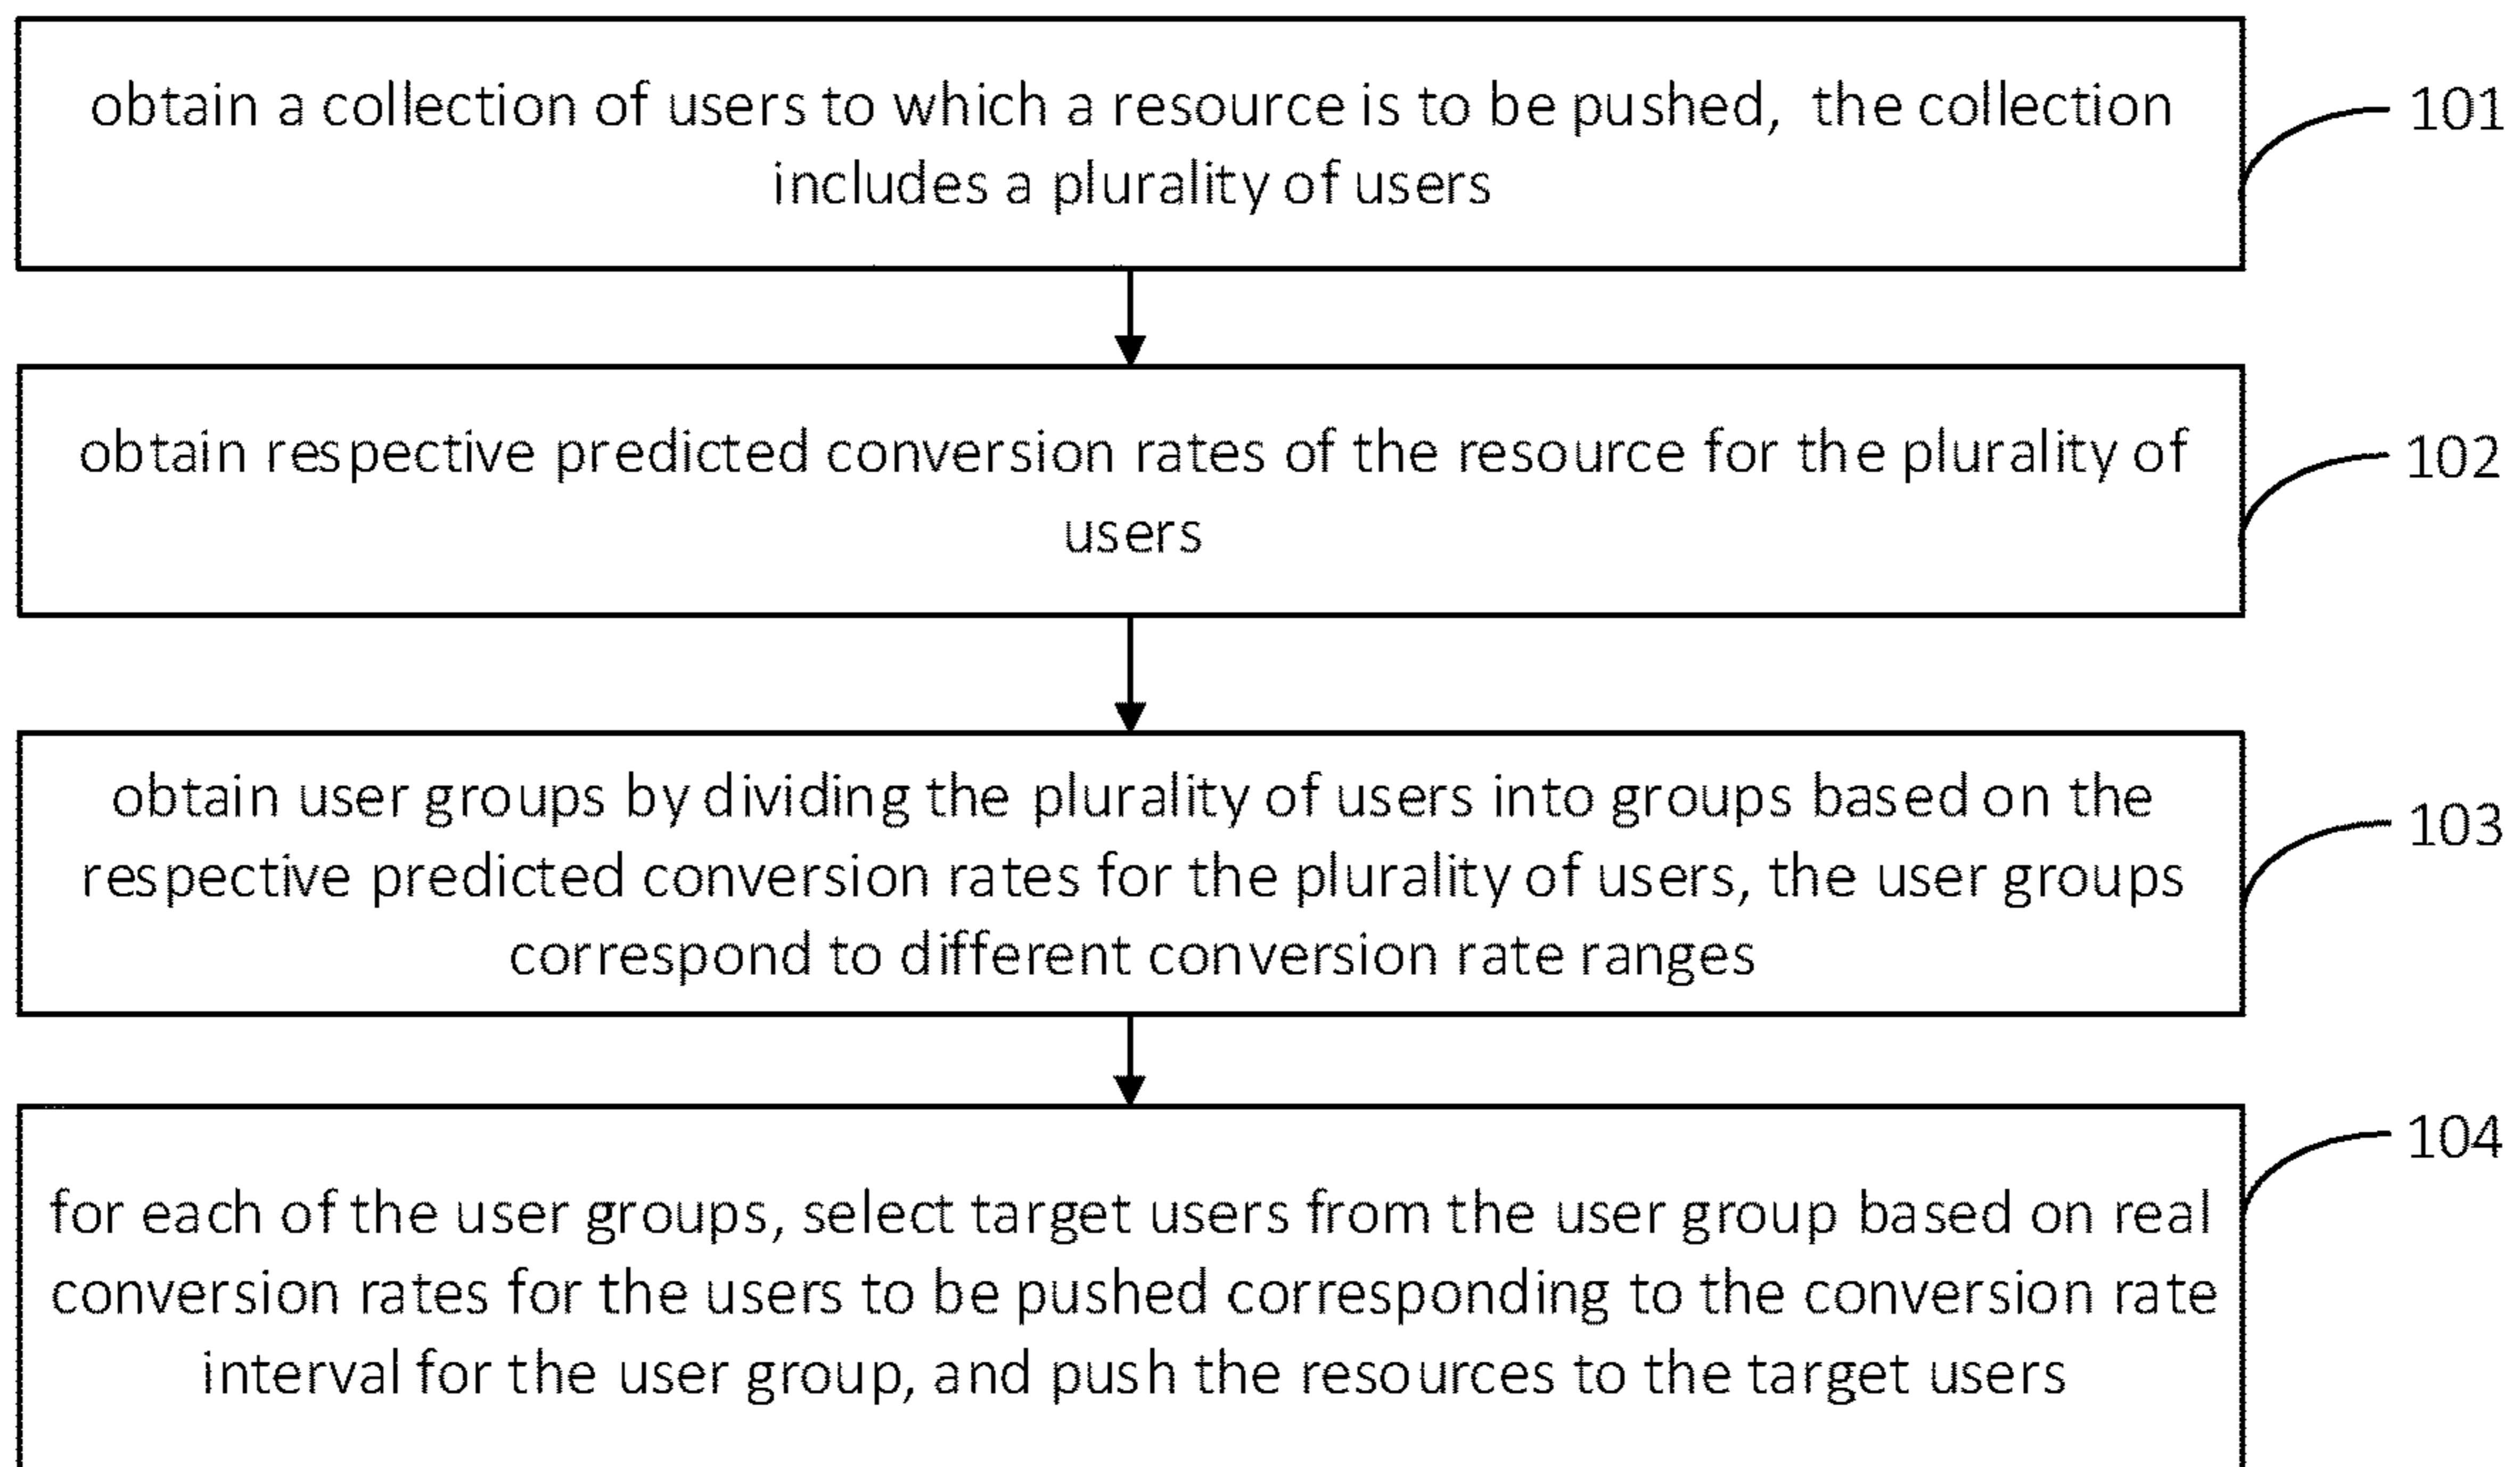 obtain a collection of users to which a resource is to be pushed, the collection
includes a plurality of users
101
obtain respective predicted conversion rates of the resource for the plurality of
users
102
obtain user groups by dividing the plurality of users into groups based on the
respective predicted conversion rates for the plurality of users, the user groups
correspond to different conversion rate ranges
103
for each of the user groups, select target users from the user group based on real
conversion rates for the users to be pushed corresponding to the conversion rate
interval for the user group, and push the resources to the target users
104